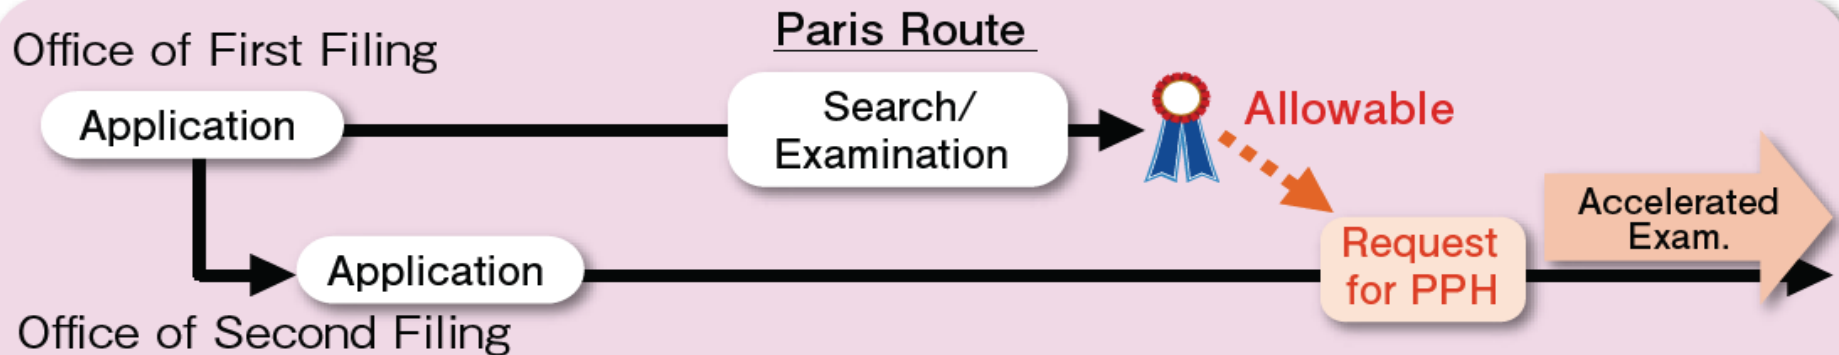 Paris Route
Office of First Filing
Application
Search/
Examination
Allowable
Accelerated
Exam.
Request
for PPH
Application
Office of Second Filing